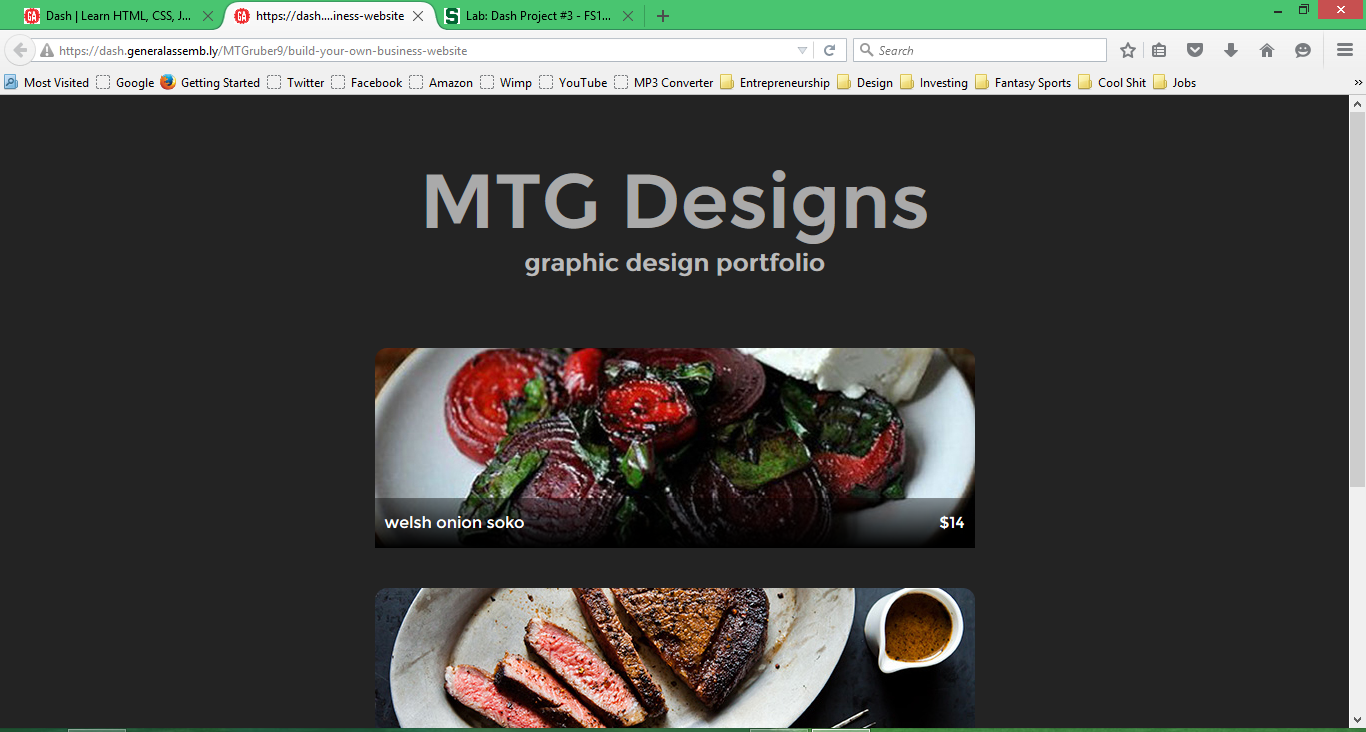 GA Dash | Learn HTML, CSS, J...
GA https://dash....iness-website
S Lab: Dash Project #3 - FS1...
https://dash.generalassemb.ly/MTGruber9/build-your-own-business-website
Search
Most Visited Google Getting Started Twitter Facebook Amazon Wimp YouTube MP3 Converter Entrepreneurship Design Investing Fantasy Sports Cool Shit Jobs
MTG Designs
graphic design portfolio
welsh onion soko $14